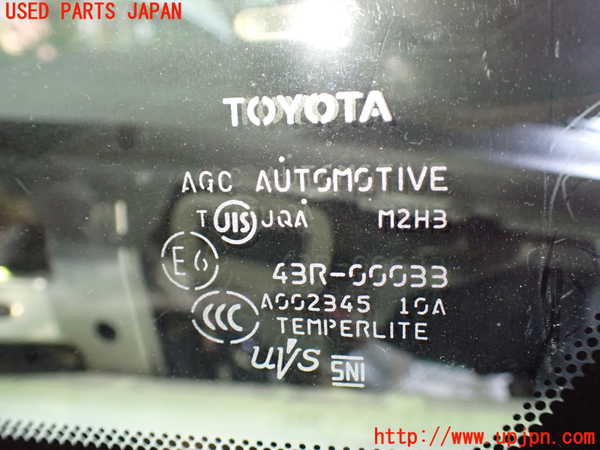 USED PARTS JAPAN
TOYOTA
AGC AUTOMOTIVE
T JIS JQA M2H3
E6 43R-00033
CCC A002345 10A
TEMPERLITE
UVS SNI
http://www.upjpn.com/